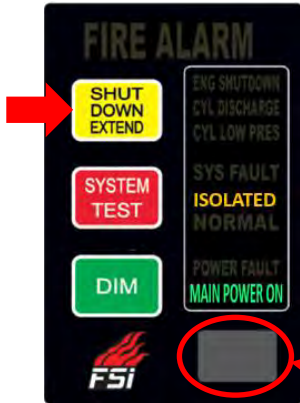 FIRE ALARM
SHUT
DOWN
EXTEND
SYSTEM
TEST
DIM
ENG SHUTDOWN
CYL DISCHARGE
CYL LOW PRES
SYS FAULT
ISOLATED
NORMAL
POWER FAULT
MAIN POWER ON
FSi